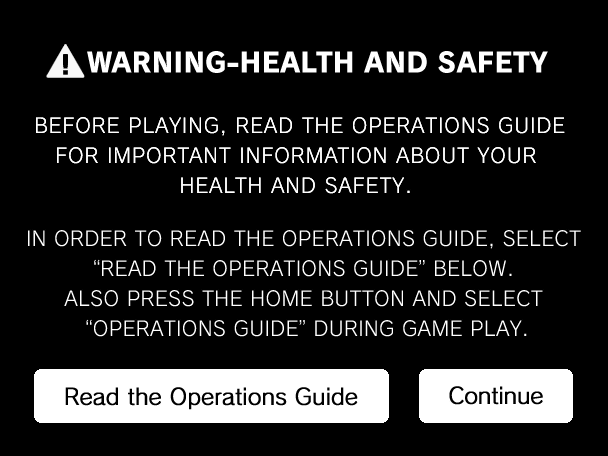 WARNING-HEALTH AND SAFETY
BEFORE PLAYING, READ THE OPERATIONS GUIDE
FOR IMPORTANT INFORMATION ABOUT YOUR
HEALTH AND SAFETY.
IN ORDER TO READ THE OPERATIONS GUIDE, SELECT
“READ THE OPERATIONS GUIDE” BELOW.
ALSO PRESS THE HOME BUTTON AND SELECT
“OPERATIONS GUIDE” DURING GAME PLAY.
Read the Operations Guide
Continue